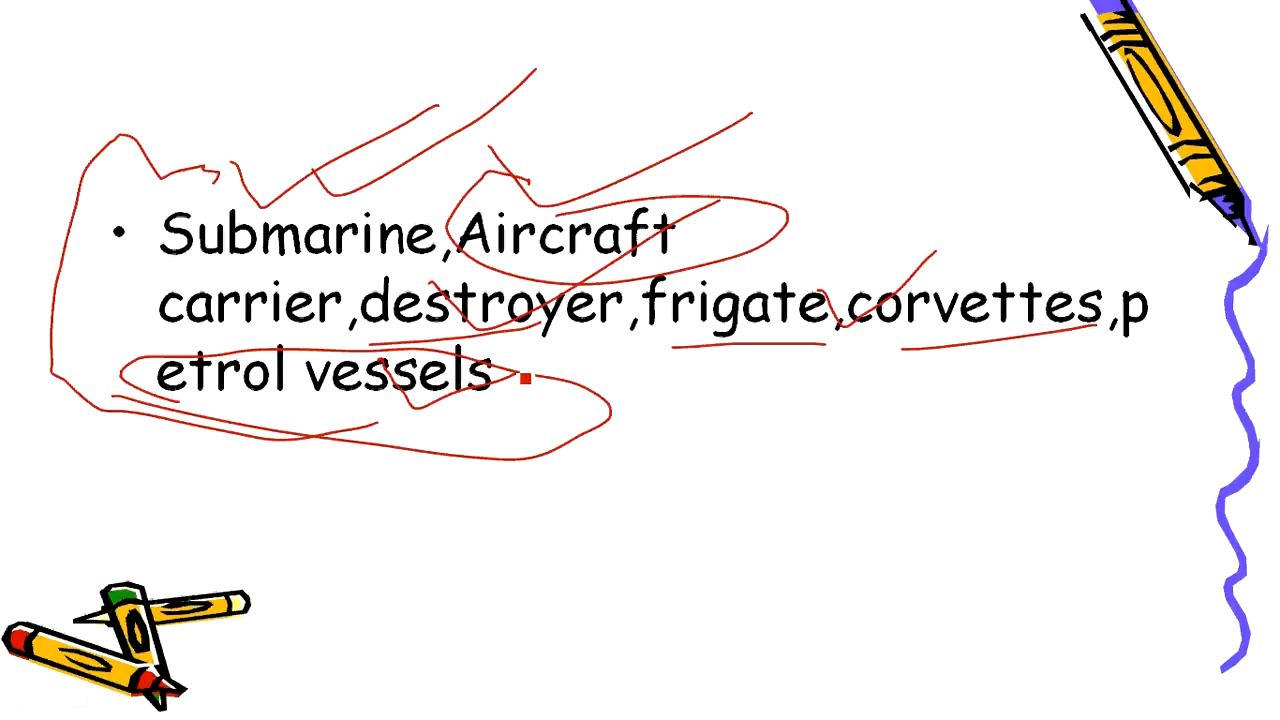 • Submarine,Aircraft
carrier,destroyer,frigate,corvettes,p
etrol vessels